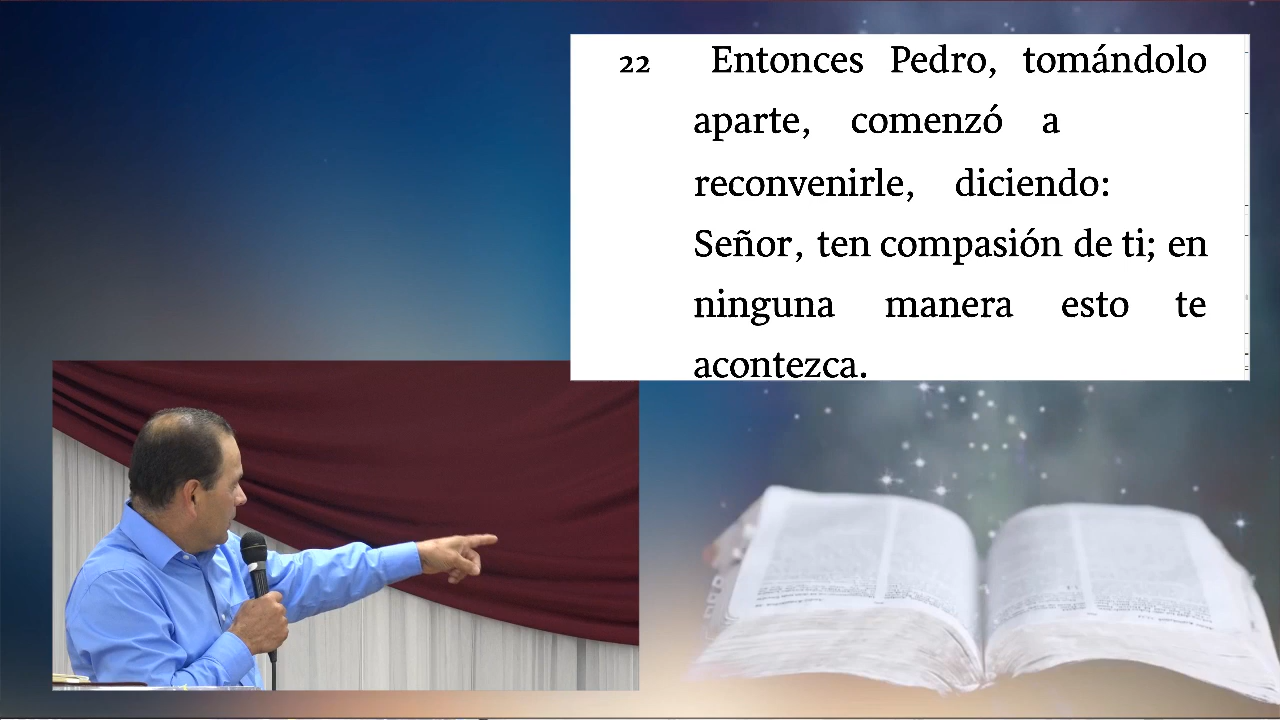 22 Entonces Pedro, tomándolo
aparte, comenzó a
reconvenirle, diciendo:
Señor, ten compasión de ti; en
ninguna manera esto te
acontezca.